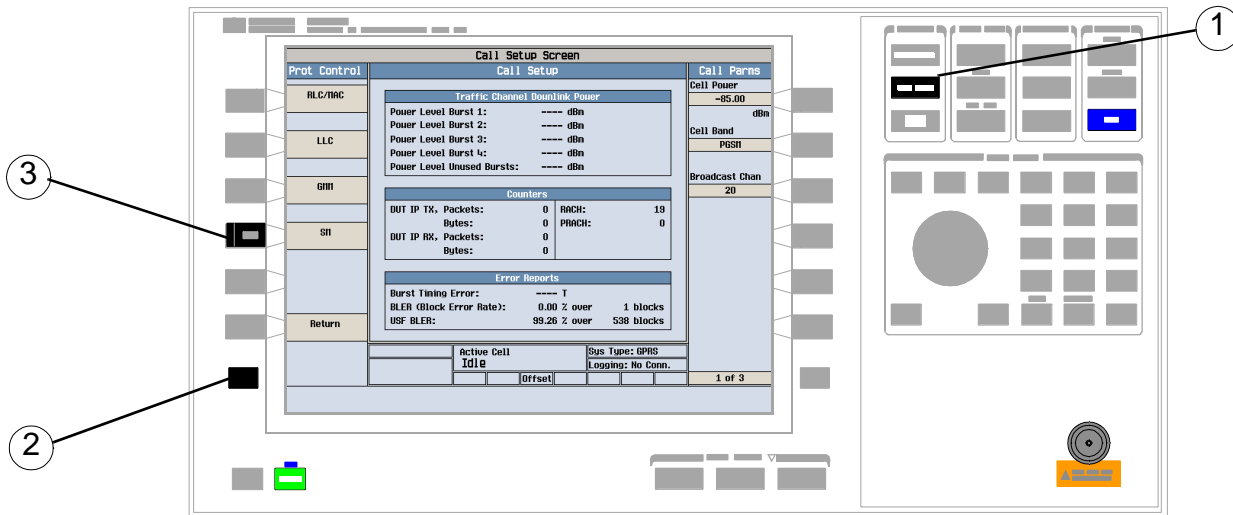 1
Call Setup Screen
Prot Control
Call Setup
Call Parms
RLC/MAC
LLC
GMM
SM
Return
Traffic Channel Downlink Power
Power Level Burst 1: ---- dBm
Power Level Burst 2: ---- dBm
Power Level Burst 3: ---- dBm
Power Level Burst 4: ---- dBm
Power Level Unused Bursts: ---- dBm
Counters
DUT IP TX, Packets: 0 RACH: 19
Bytes: 0 PRACH: 0
DUT IP RX, Packets: 0
Bytes: 0
Error Reports
Burst Timing Error: ---- T
BLER (Block Error Rate): 0.00 % over 1 blocks
USF BLER: 99.26 % over 538 blocks
Cell Power
-85.00
dBm
Cell Band
PGSM
Broadcast Chan
20
Active Cell
Idle
Sys Type: GPRS
Logging: No Conn.
Offset
1 of 3
3
2